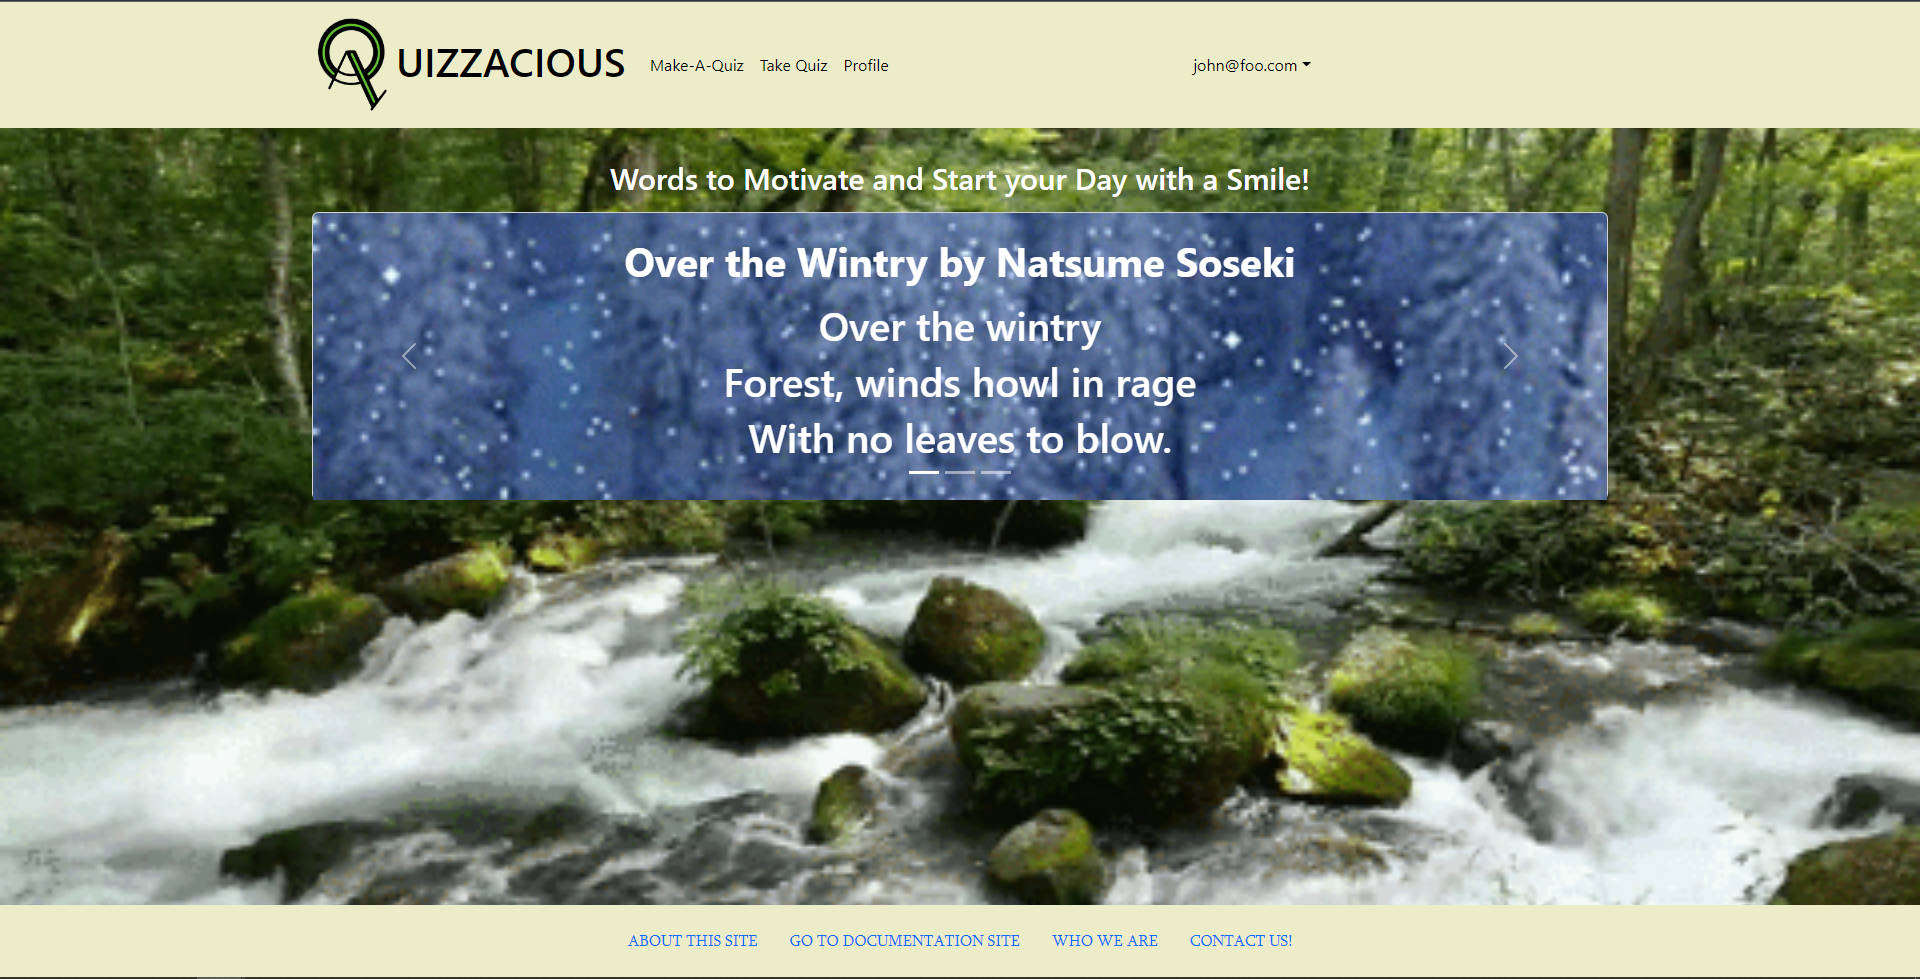 QUIZZACIOUS
Make-A-Quiz Take Quiz Profile
john@foo.com
Words to Motivate and Start your Day with a Smile!
Over the Wintry by Natsume Soseki
Over the wintry
Forest, winds howl in rage
With no leaves to blow.
ABOUT THIS SITE GO TO DOCUMENTATION SITE WHO WE ARE CONTACT US!